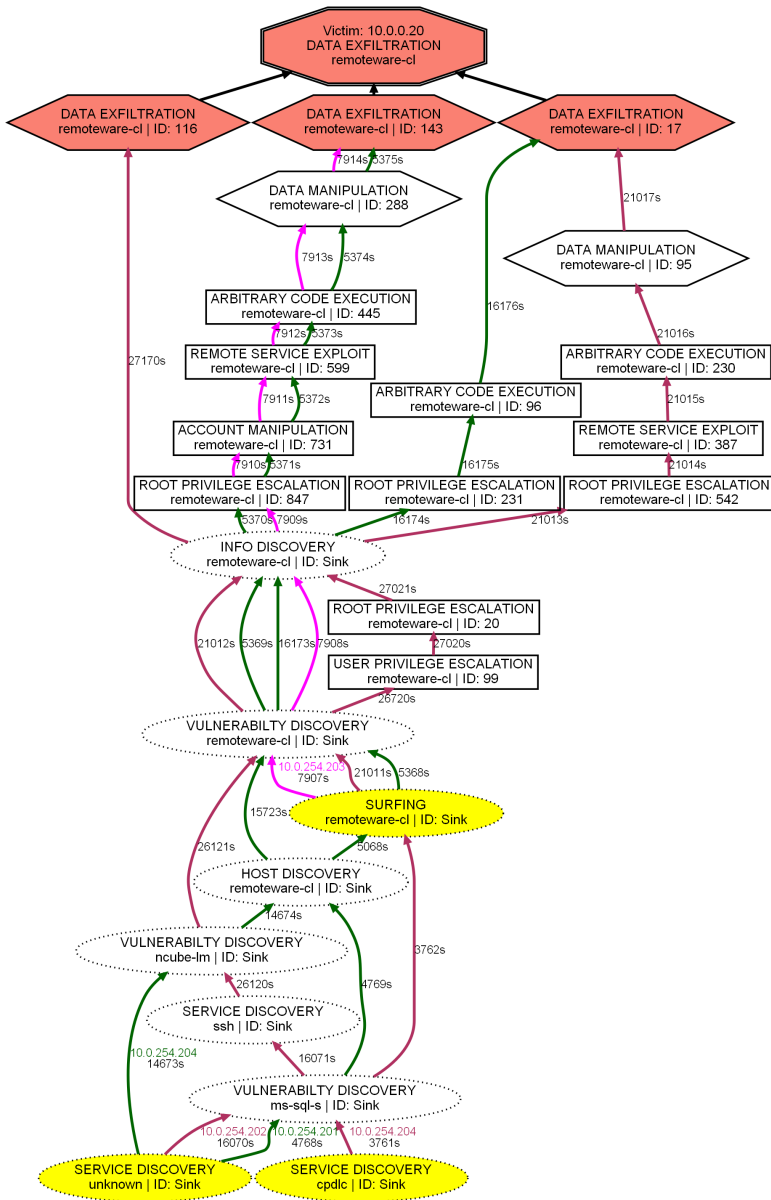 Victim: 10.0.0.20
DATA EXFILTRATION
remoteware-cl
DATA EXFILTRATION
remoteware-cl | ID: 116
DATA EXFILTRATION
remoteware-cl | ID: 143
DATA EXFILTRATION
remoteware-cl | ID: 17
7914s
5375s
DATA MANIPULATION
remoteware-cl | ID: 288
21017s
7913s
5374s
DATA MANIPULATION
remoteware-cl | ID: 95
ARBITRARY CODE EXECUTION
remoteware-cl | ID: 445
16176s
7912s
5373s
21016s
27170s
REMOTE SERVICE EXPLOIT
remoteware-cl | ID: 599
ARBITRARY CODE EXECUTION
remoteware-cl | ID: 230
7911s
5372s
ARBITRARY CODE EXECUTION
remoteware-cl | ID: 96
21015s
ACCOUNT MANIPULATION
remoteware-cl | ID: 731
REMOTE SERVICE EXPLOIT
remoteware-cl | ID: 387
7910s
5371s
16175s
21014s
ROOT PRIVILEGE ESCALATION
remoteware-cl | ID: 847
ROOT PRIVILEGE ESCALATION
remoteware-cl | ID: 231
ROOT PRIVILEGE ESCALATION
remoteware-cl | ID: 542
5370s
7909s
16174s
21013s
INFO DISCOVERY
remoteware-cl | ID: Sink
27021s
ROOT PRIVILEGE ESCALATION
remoteware-cl | ID: 20
21012s
5369s
16173s
7908s
27020s
USER PRIVILEGE ESCALATION
remoteware-cl | ID: 99
26720s
VULNERABILTY DISCOVERY
remoteware-cl | ID: Sink
10.0.254.203
7907s
21011s
5368s
SURFING
remoteware-cl | ID: Sink
15723s
26121s
5068s
HOST DISCOVERY
remoteware-cl | ID: Sink
14674s
VULNERABILTY DISCOVERY
ncube-lm | ID: Sink
3762s
26120s
4769s
SERVICE DISCOVERY
ssh | ID: Sink
10.0.254.204
14673s
16071s
VULNERABILTY DISCOVERY
ms-sql-s | ID: Sink
10.0.254.202
16070s
10.0.254.201
4768s
10.0.254.204
3761s
SERVICE DISCOVERY
unknown | ID: Sink
SERVICE DISCOVERY
cpdlc | ID: Sink